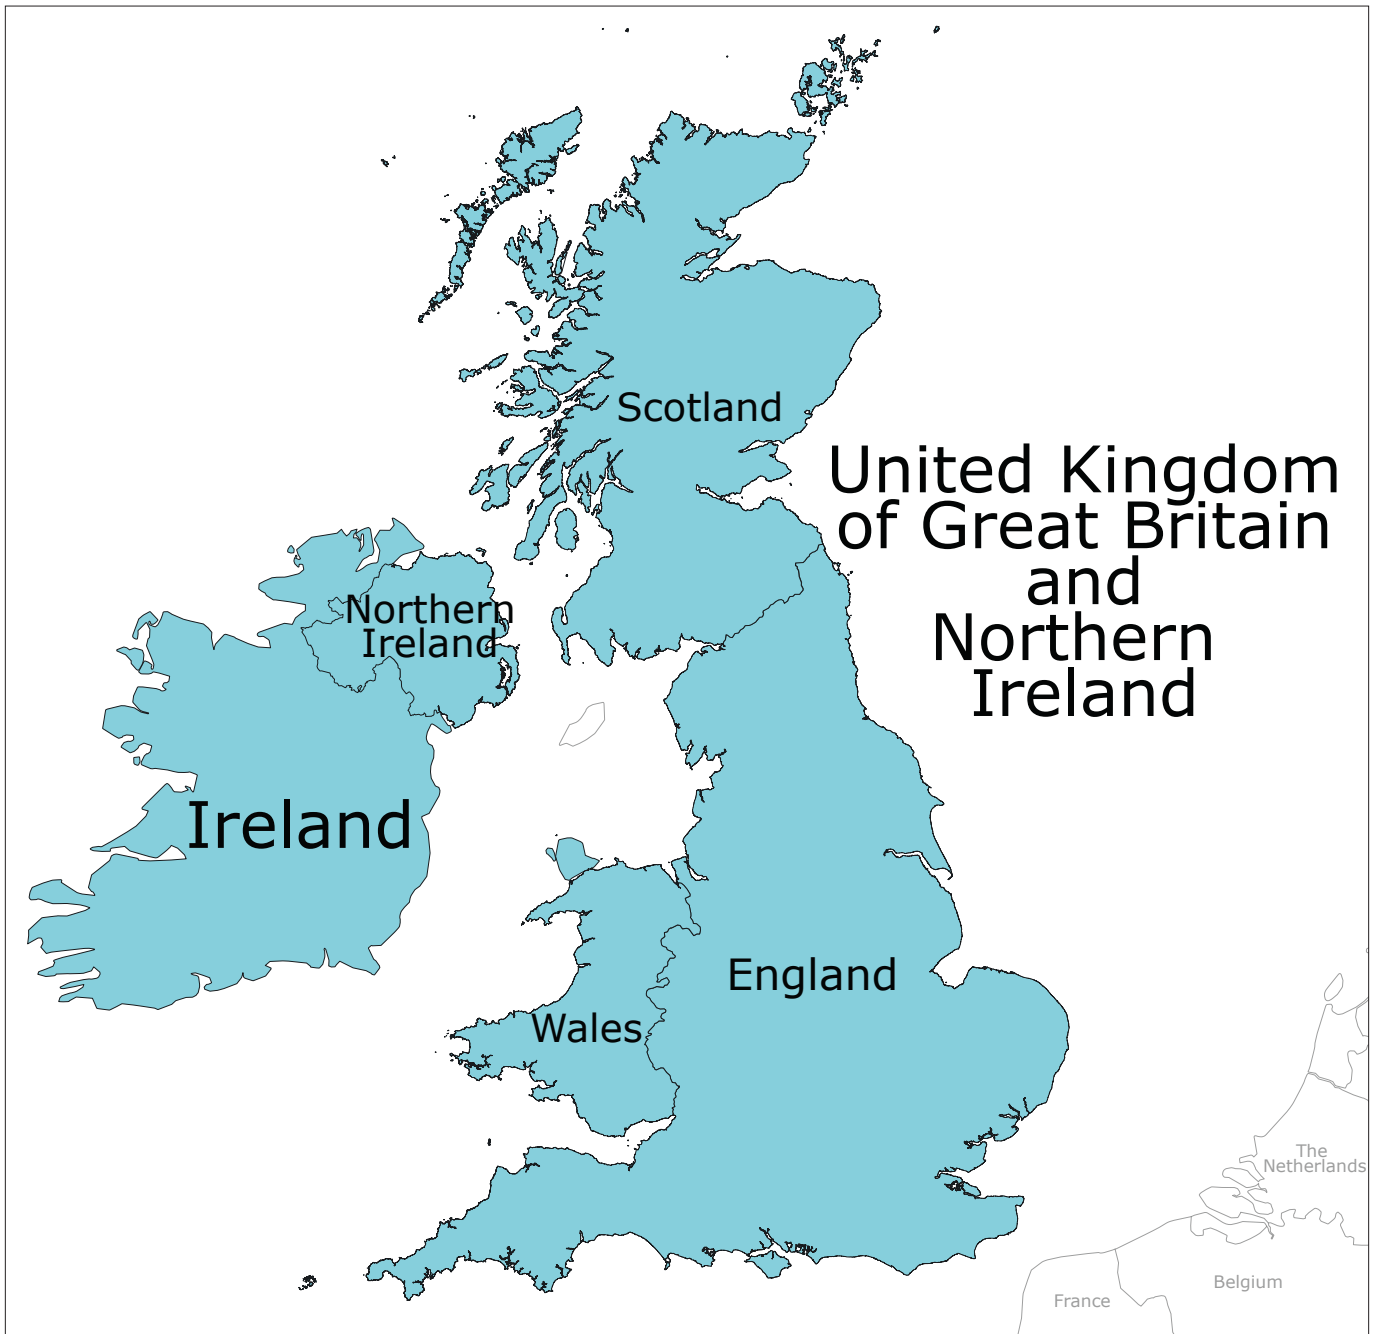 Scotland
United Kingdom
of Great Britain
and
Northern
Ireland
Northern
Ireland
Ireland
England
Wales
The
Netherlands
Belgium
France